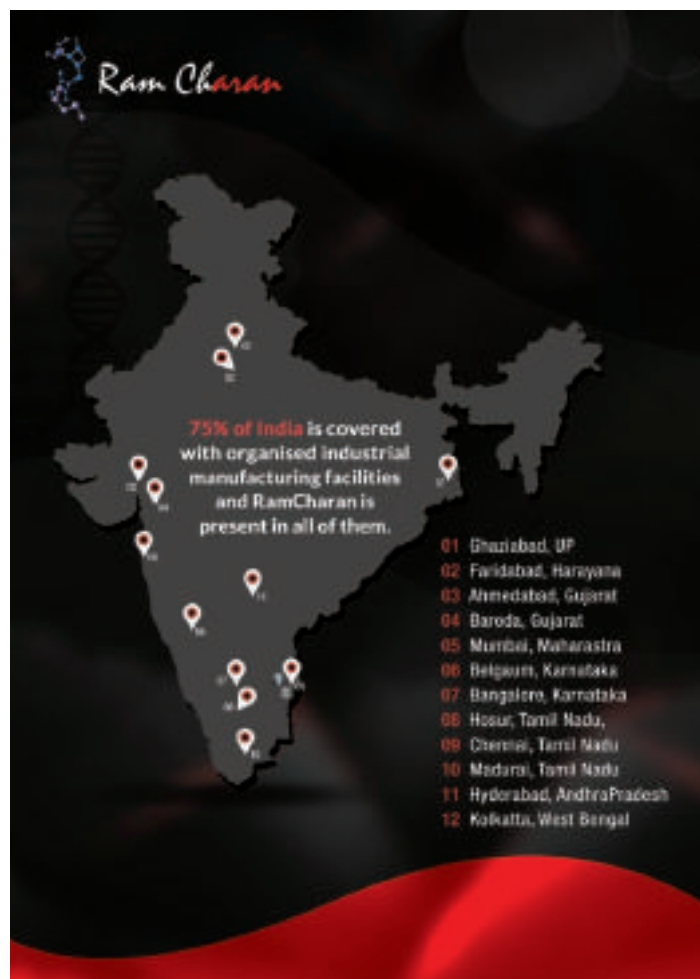 Ram Charan
75% of India is covered
with organised industrial
manufacturing facilities
and RamCharan is
present in all of them.
01 Ghaziabad, UP
02 Faridabad, Harayana
03 Ahmedabad, Gujarat
04 Baroda, Gujarat
05 Mumbai, Maharastra
06 Belgaum, Karnataka
07 Bangalore, Karnataka
08 Hosur, Tamil Nadu,
09 Chennai, Tamil Nadu
10 Madurai, Tamil Nadu
11 Hyderabad, AndhraPradesh
12 Kolkatta, West Bengal